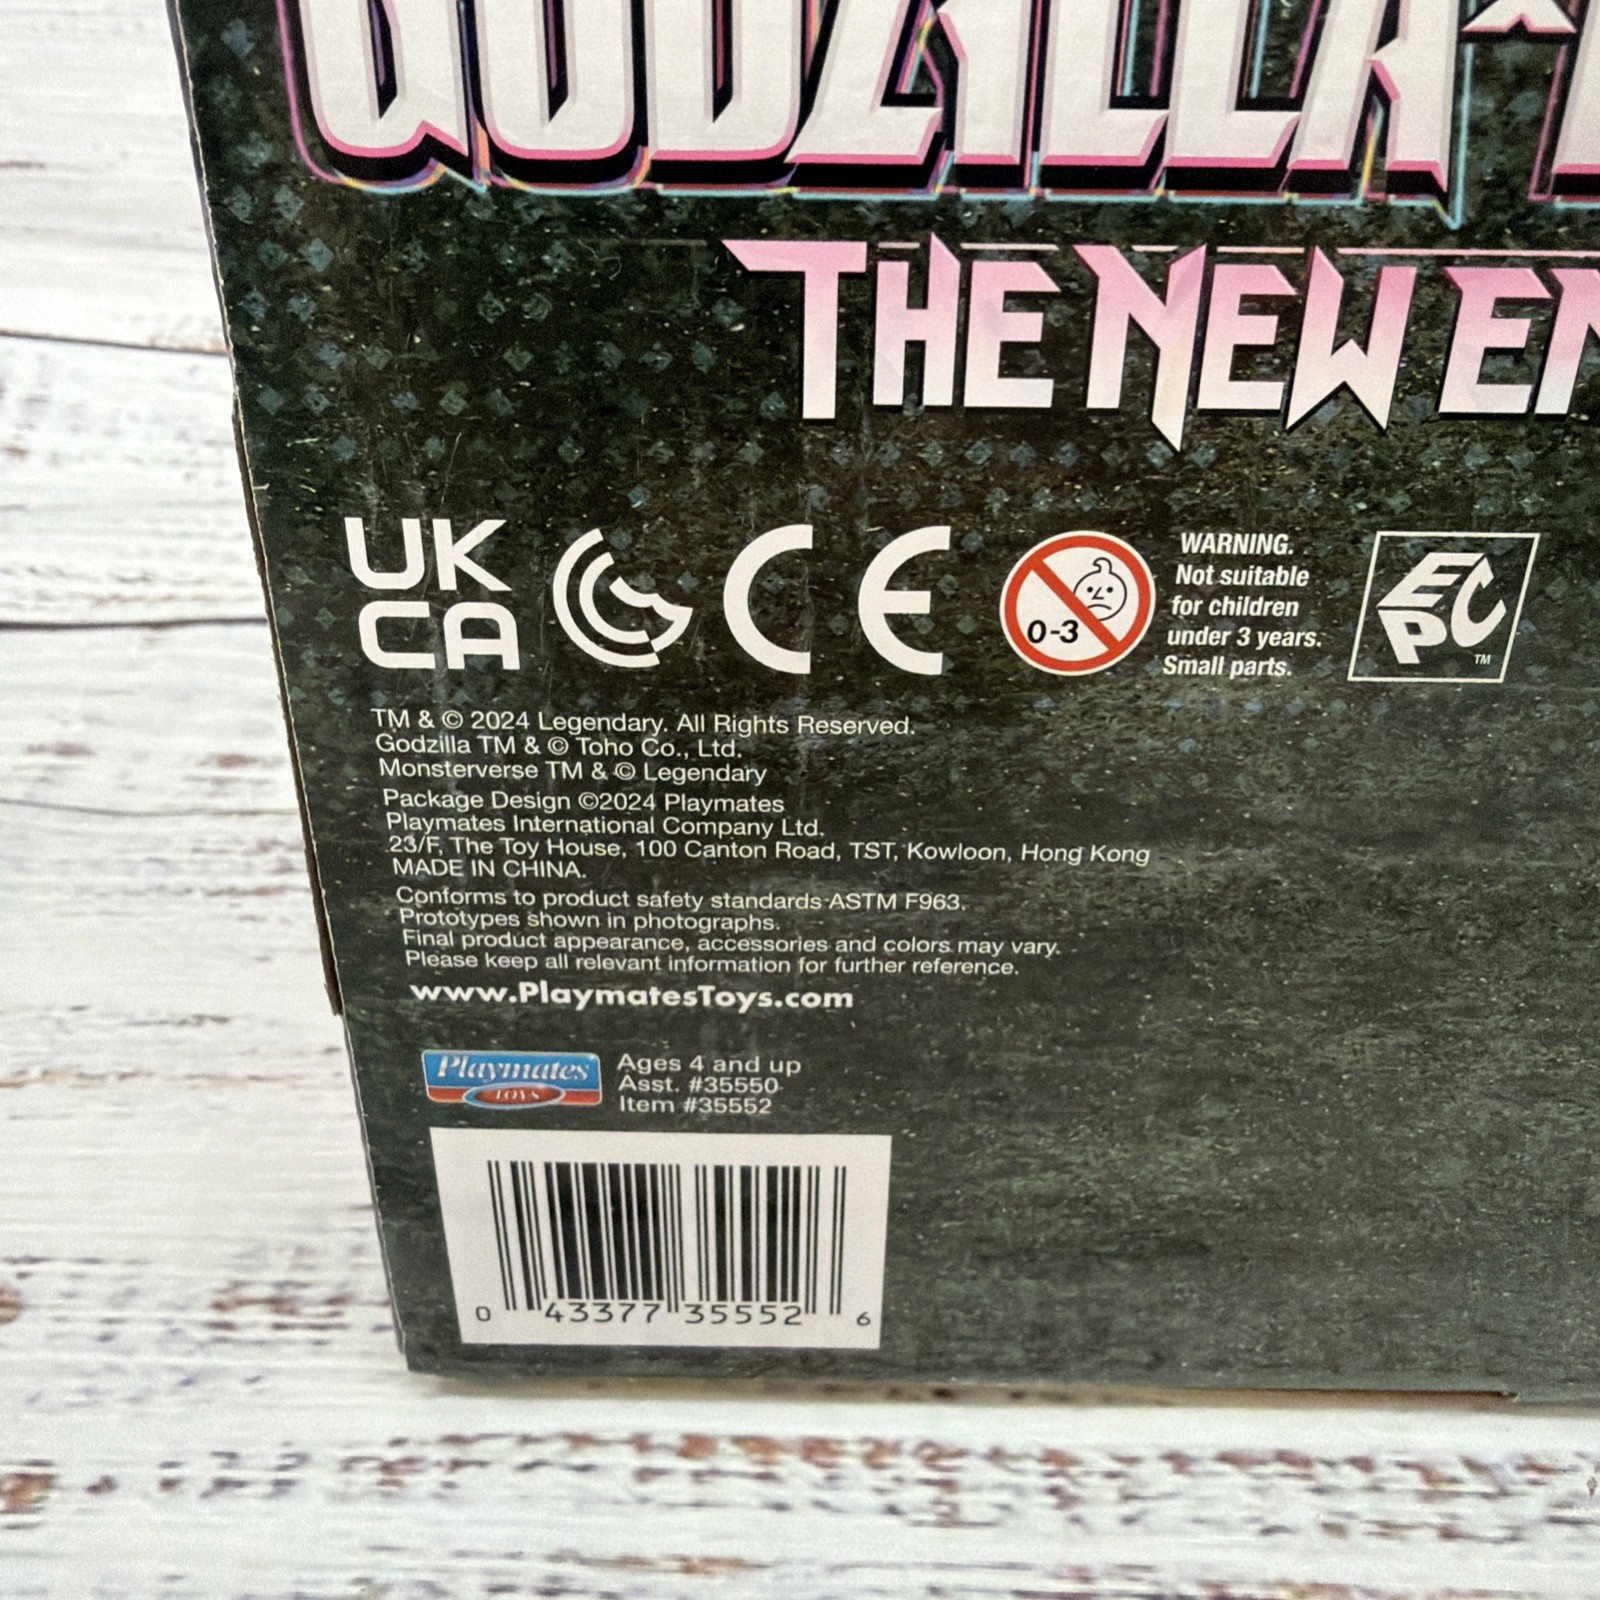 GODZILLA
THE NEW EM
UK
CA
CE
0-3
WARNING.
Not suitable
for children
under 3 years.
Small parts.
EPC
TM
TM & © 2024 Legendary. All Rights Reserved.
Godzilla TM & © Toho Co., Ltd.
Monsterverse TM & © Legendary
Package Design ©2024 Playmates
Playmates International Company Ltd.
23/F, The Toy House, 100 Canton Road, TST, Kowloon, Hong Kong
MADE IN CHINA.
Conforms to product safety standards ASTM F963.
Prototypes shown in photographs.
Final product appearance, accessories and colors may vary.
Please keep all relevant information for further reference.
www.PlaymatesToys.com
Playmates
TOYS
Ages 4 and up
Asst. #35550
Item #35552
0 43377 35552 6